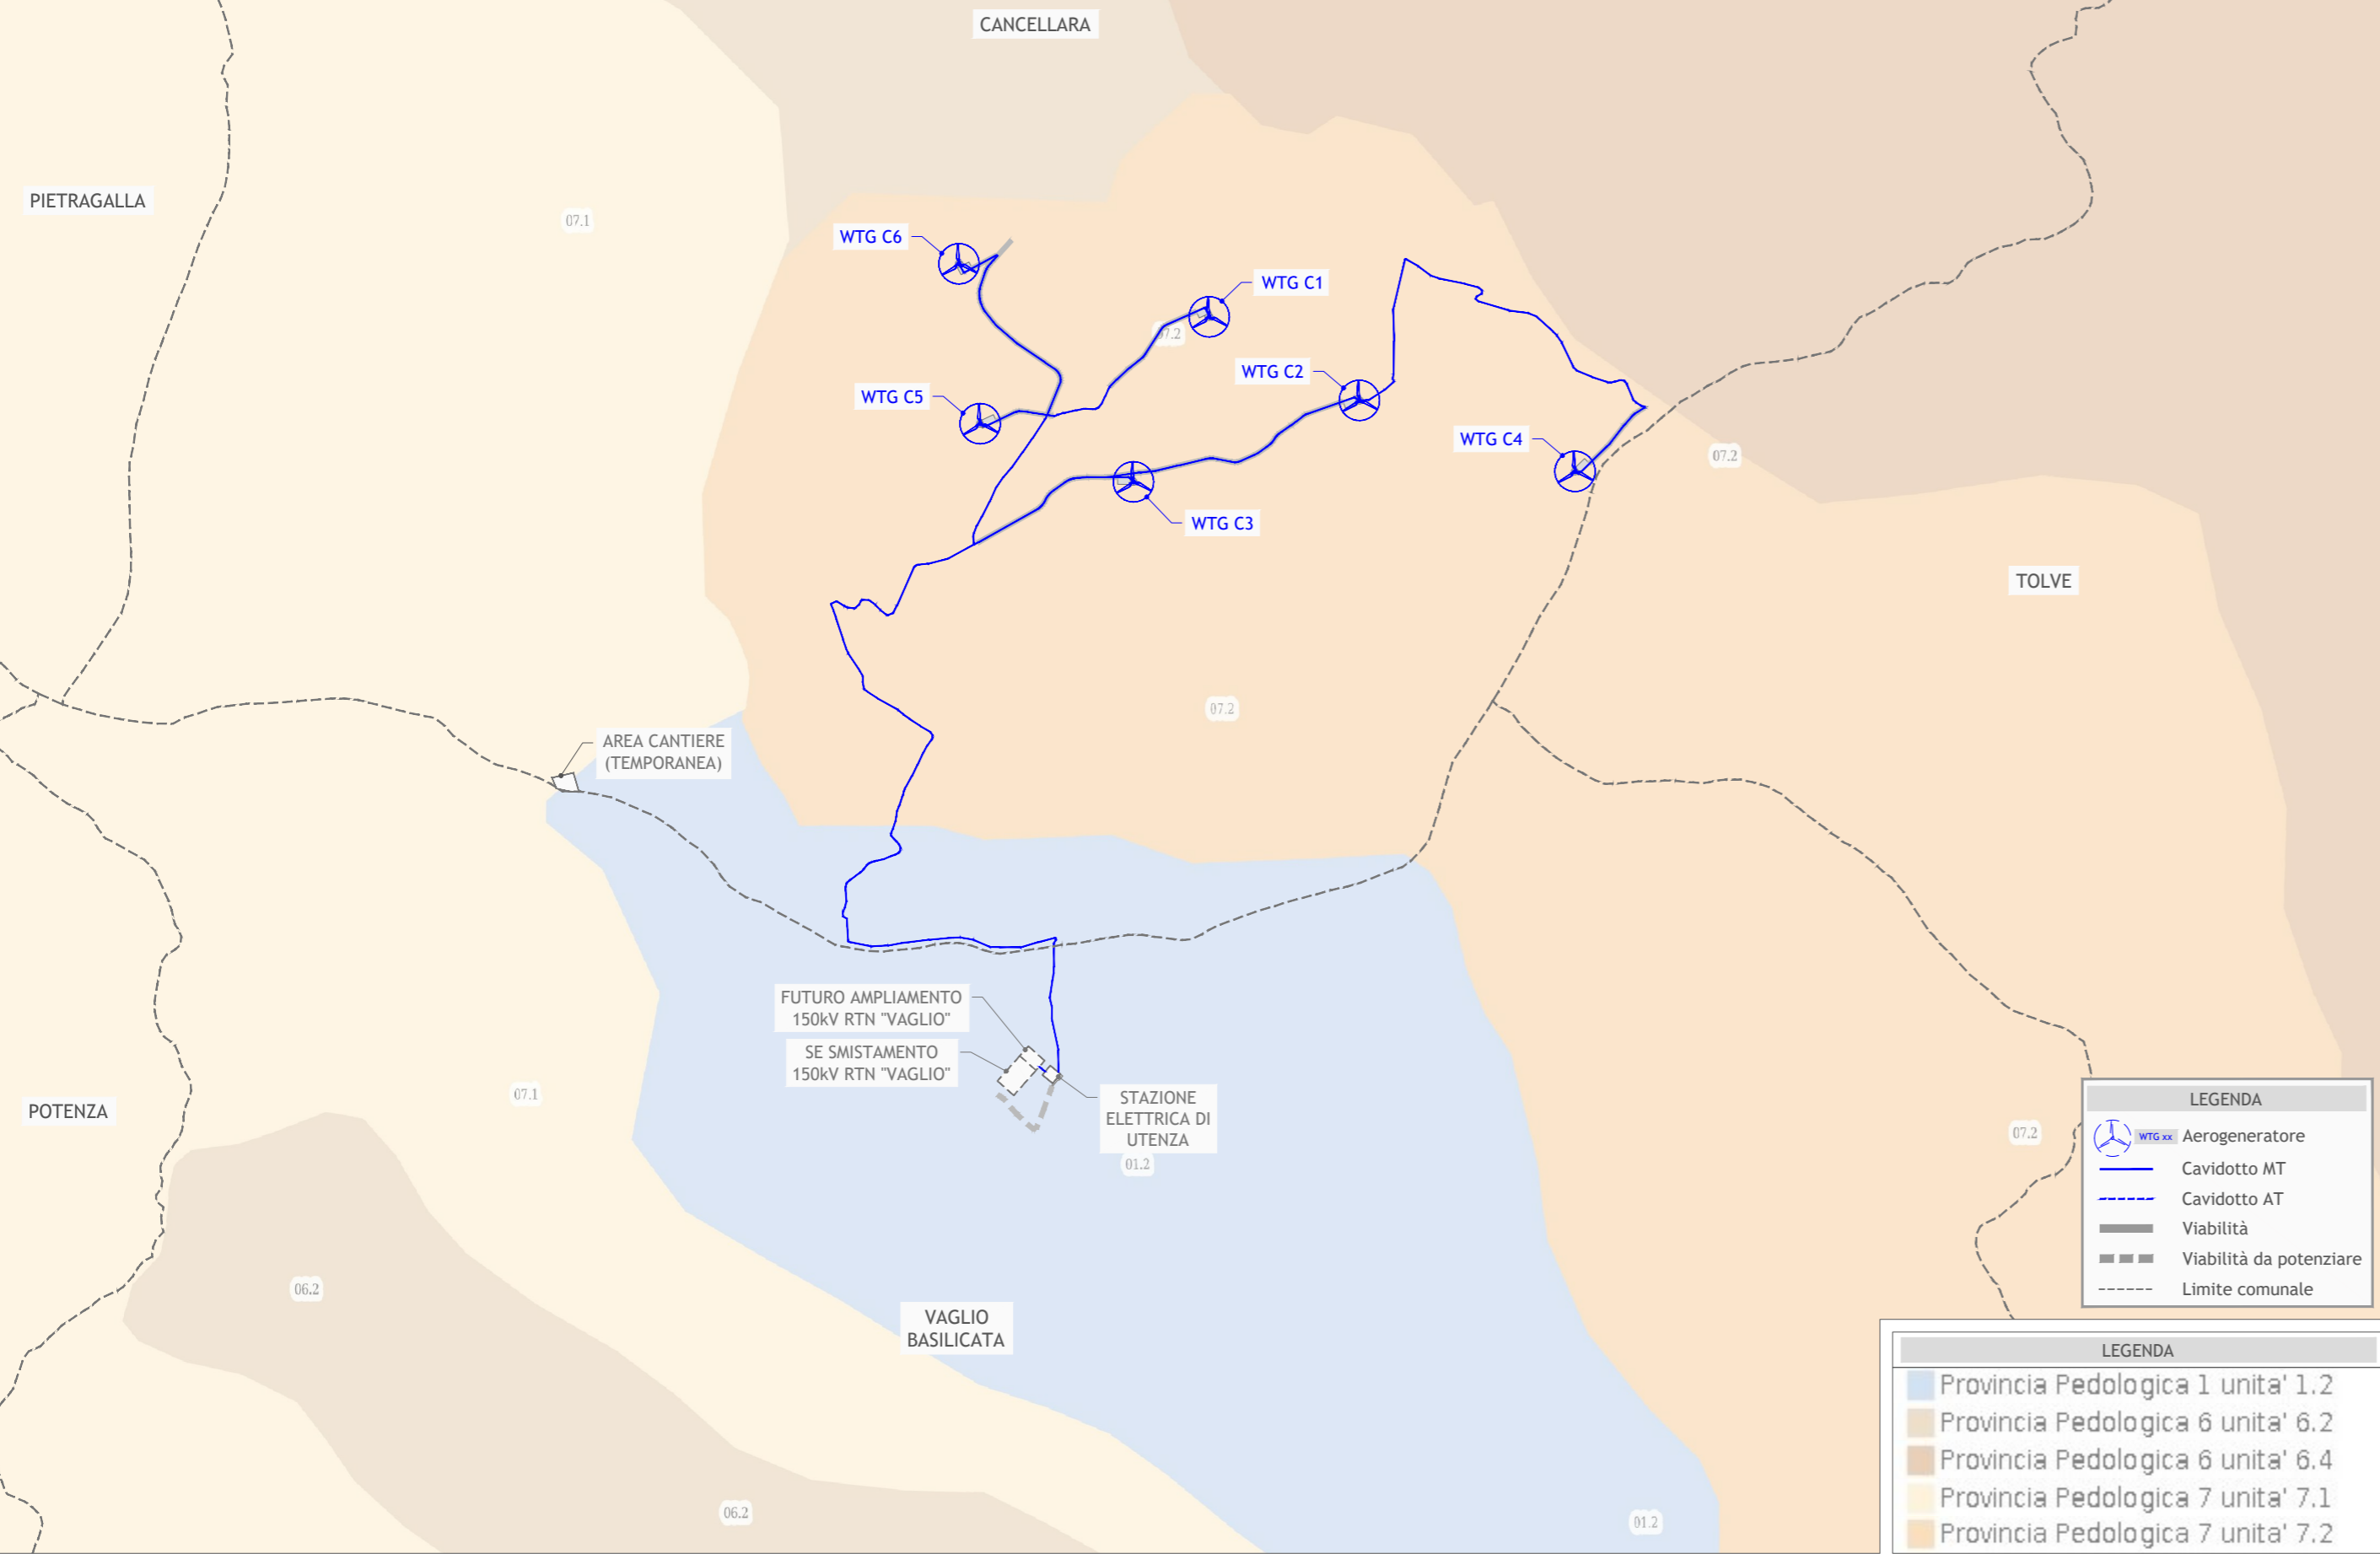 CANCELLARA
PIETRAGALLA
07.1
WTG C6
WTG C1
07.2
WTG C2
WTG C5
WTG C4
07.2
WTG C3
TOLVE
07.2
AREA CANTIERE
(TEMPORANEA)
FUTURO AMPLIAMENTO
150kV RTN "VAGLIO"
SE SMISTAMENTO
150kV RTN "VAGLIO"
STAZIONE
ELETTRICA DI
UTENZA
07.1
POTENZA
01.2
07.2
06.2
VAGLIO
BASILICATA
06.2
01.2
LEGENDA
WTG xx Aerogeneratore
Cavidotto MT
Cavidotto AT
Viabilità
Viabilità da potenziare
Limite comunale
LEGENDA
Provincia Pedologica 1 unita' 1.2
Provincia Pedologica 6 unita' 6.2
Provincia Pedologica 6 unita' 6.4
Provincia Pedologica 7 unita' 7.1
Provincia Pedologica 7 unita' 7.2